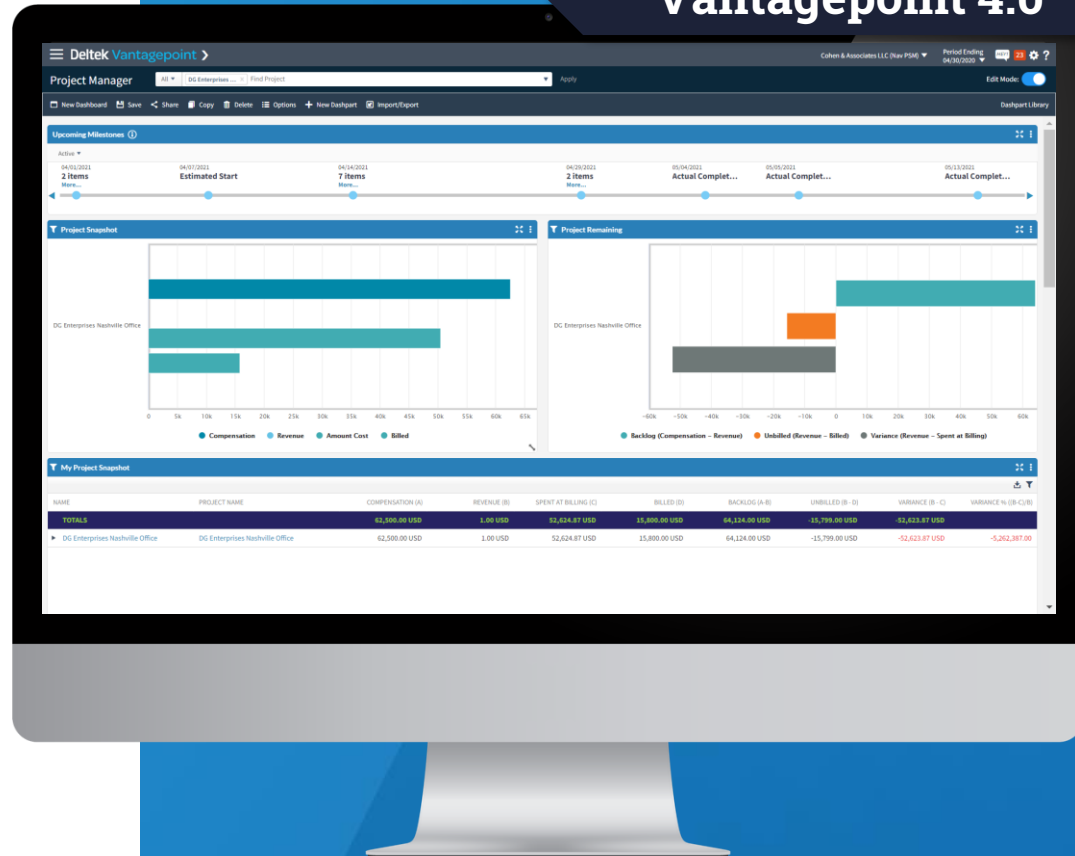 Vantagepoint 4.0
Deltek Vantagepoint
Cohen & Associates LLC (Nav PSM)
Period Ending
04/30/2020
23
?
Project Manager
All
DG Enterprises ... ×
Find Project
Apply
Edit Mode:
New Dashboard
Save
Share
Copy
Delete
Options
New Dashpart
Import/Export
Dashpart Library
Upcoming Milestones
Active
04/01/2021
2 items
More...
04/07/2021
Estimated Start
04/14/2021
7 items
More...
04/29/2021
2 items
More...
05/04/2021
Actual Complet...
05/05/2021
Actual Complet...
05/13/2021
Actual Complet...
Project Snapshot
DG Enterprises Nashville Office
0 5k 10k 15k 20k 25k 30k 35k 40k 45k 50k 55k 60k 65k
Compensation Revenue Amount Cost Billed
Project Remaining
DG Enterprises Nashville Office
-60k -50k -40k -30k -20k -10k 0 10k 20k 30k 40k 50k 60k
Backlog (Compensation – Revenue) Unbilled (Revenue – Billed) Variance (Revenue – Spent at Billing)
My Project Snapshot
NAME PROJECT NAME COMPENSATION (A) REVENUE (B) SPENT AT BILLING (C) BILLED (D) BACKLOG (A-B) UNBILLED (B - D) VARIANCE (B - C) VARIANCE % ((B-C)/B)
TOTALS 62,500.00 USD 1.00 USD 52,624.87 USD 15,800.00 USD 64,124.00 USD -15,799.00 USD -52,623.87 USD
DG Enterprises Nashville Office DG Enterprises Nashville Office 62,500.00 USD 1.00 USD 52,624.87 USD 15,800.00 USD 64,124.00 USD -15,799.00 USD -52,623.87 USD -5,262,387.00